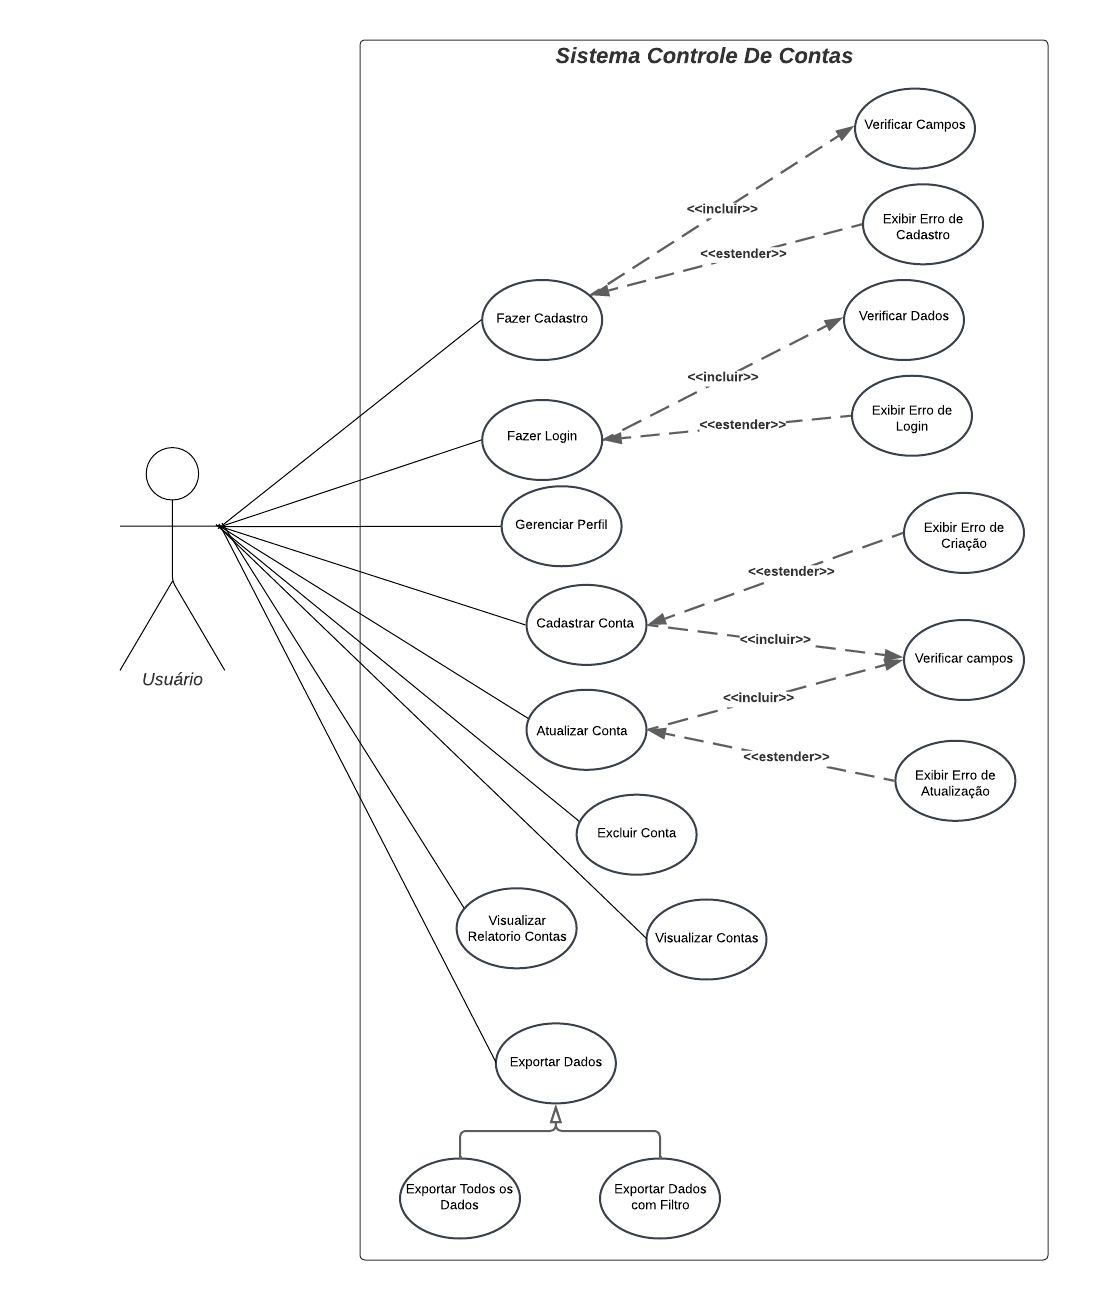 Sistema Controle De Contas
Verificar Campos
<<incluir>>
Exibir Erro de
Cadastro
<<estender>>
Fazer Cadastro
Verificar Dados
<<incluir>>
Exibir Erro de
Login
<<estender>>
Fazer Login
Gerenciar Perfil
Exibir Erro de
Criação
<<estender>>
Cadastrar Conta
<<incluir>>
Verificar campos
Usuário
<<incluir>>
Atualizar Conta
<<estender>>
Exibir Erro de
Atualização
Excluir Conta
Visualizar
Relatorio Contas
Visualizar Contas
Exportar Dados
Exportar Todos os
Dados
Exportar Dados
com Filtro